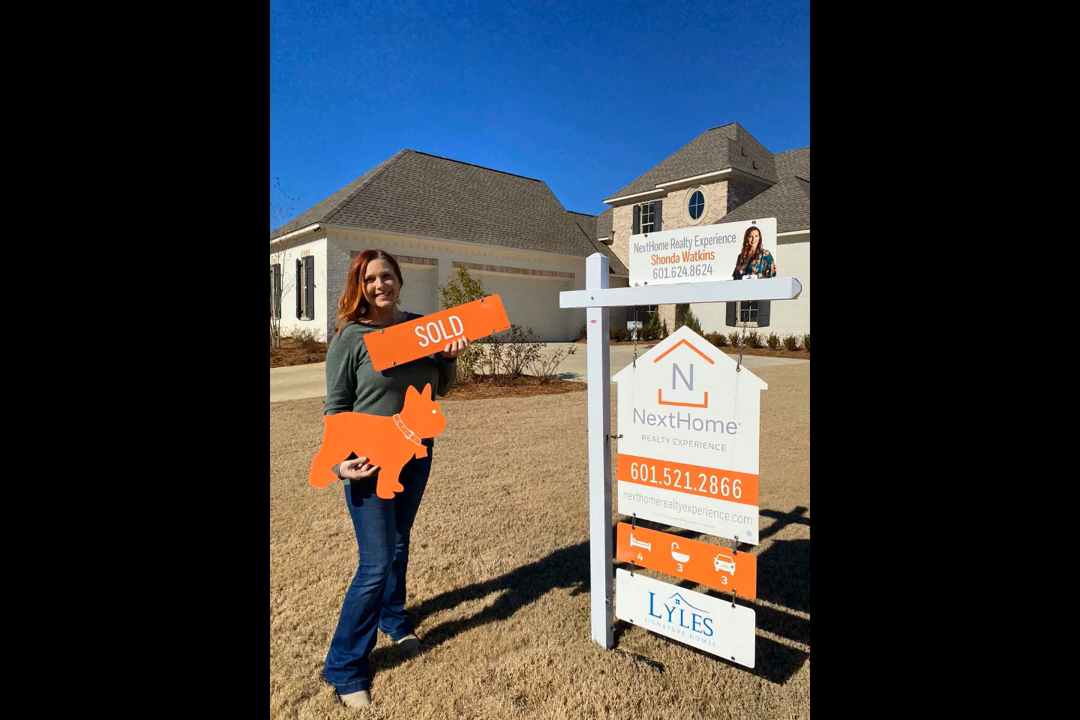 NextHome Realty Experience
Shonda Watkins
601.624.8624
SOLD
N
NextHome
REALTY EXPERIENCE
601.521.2866
nexthomerealtyexperience.com
4 3 3
LYLES
SIGNATURE HOMES